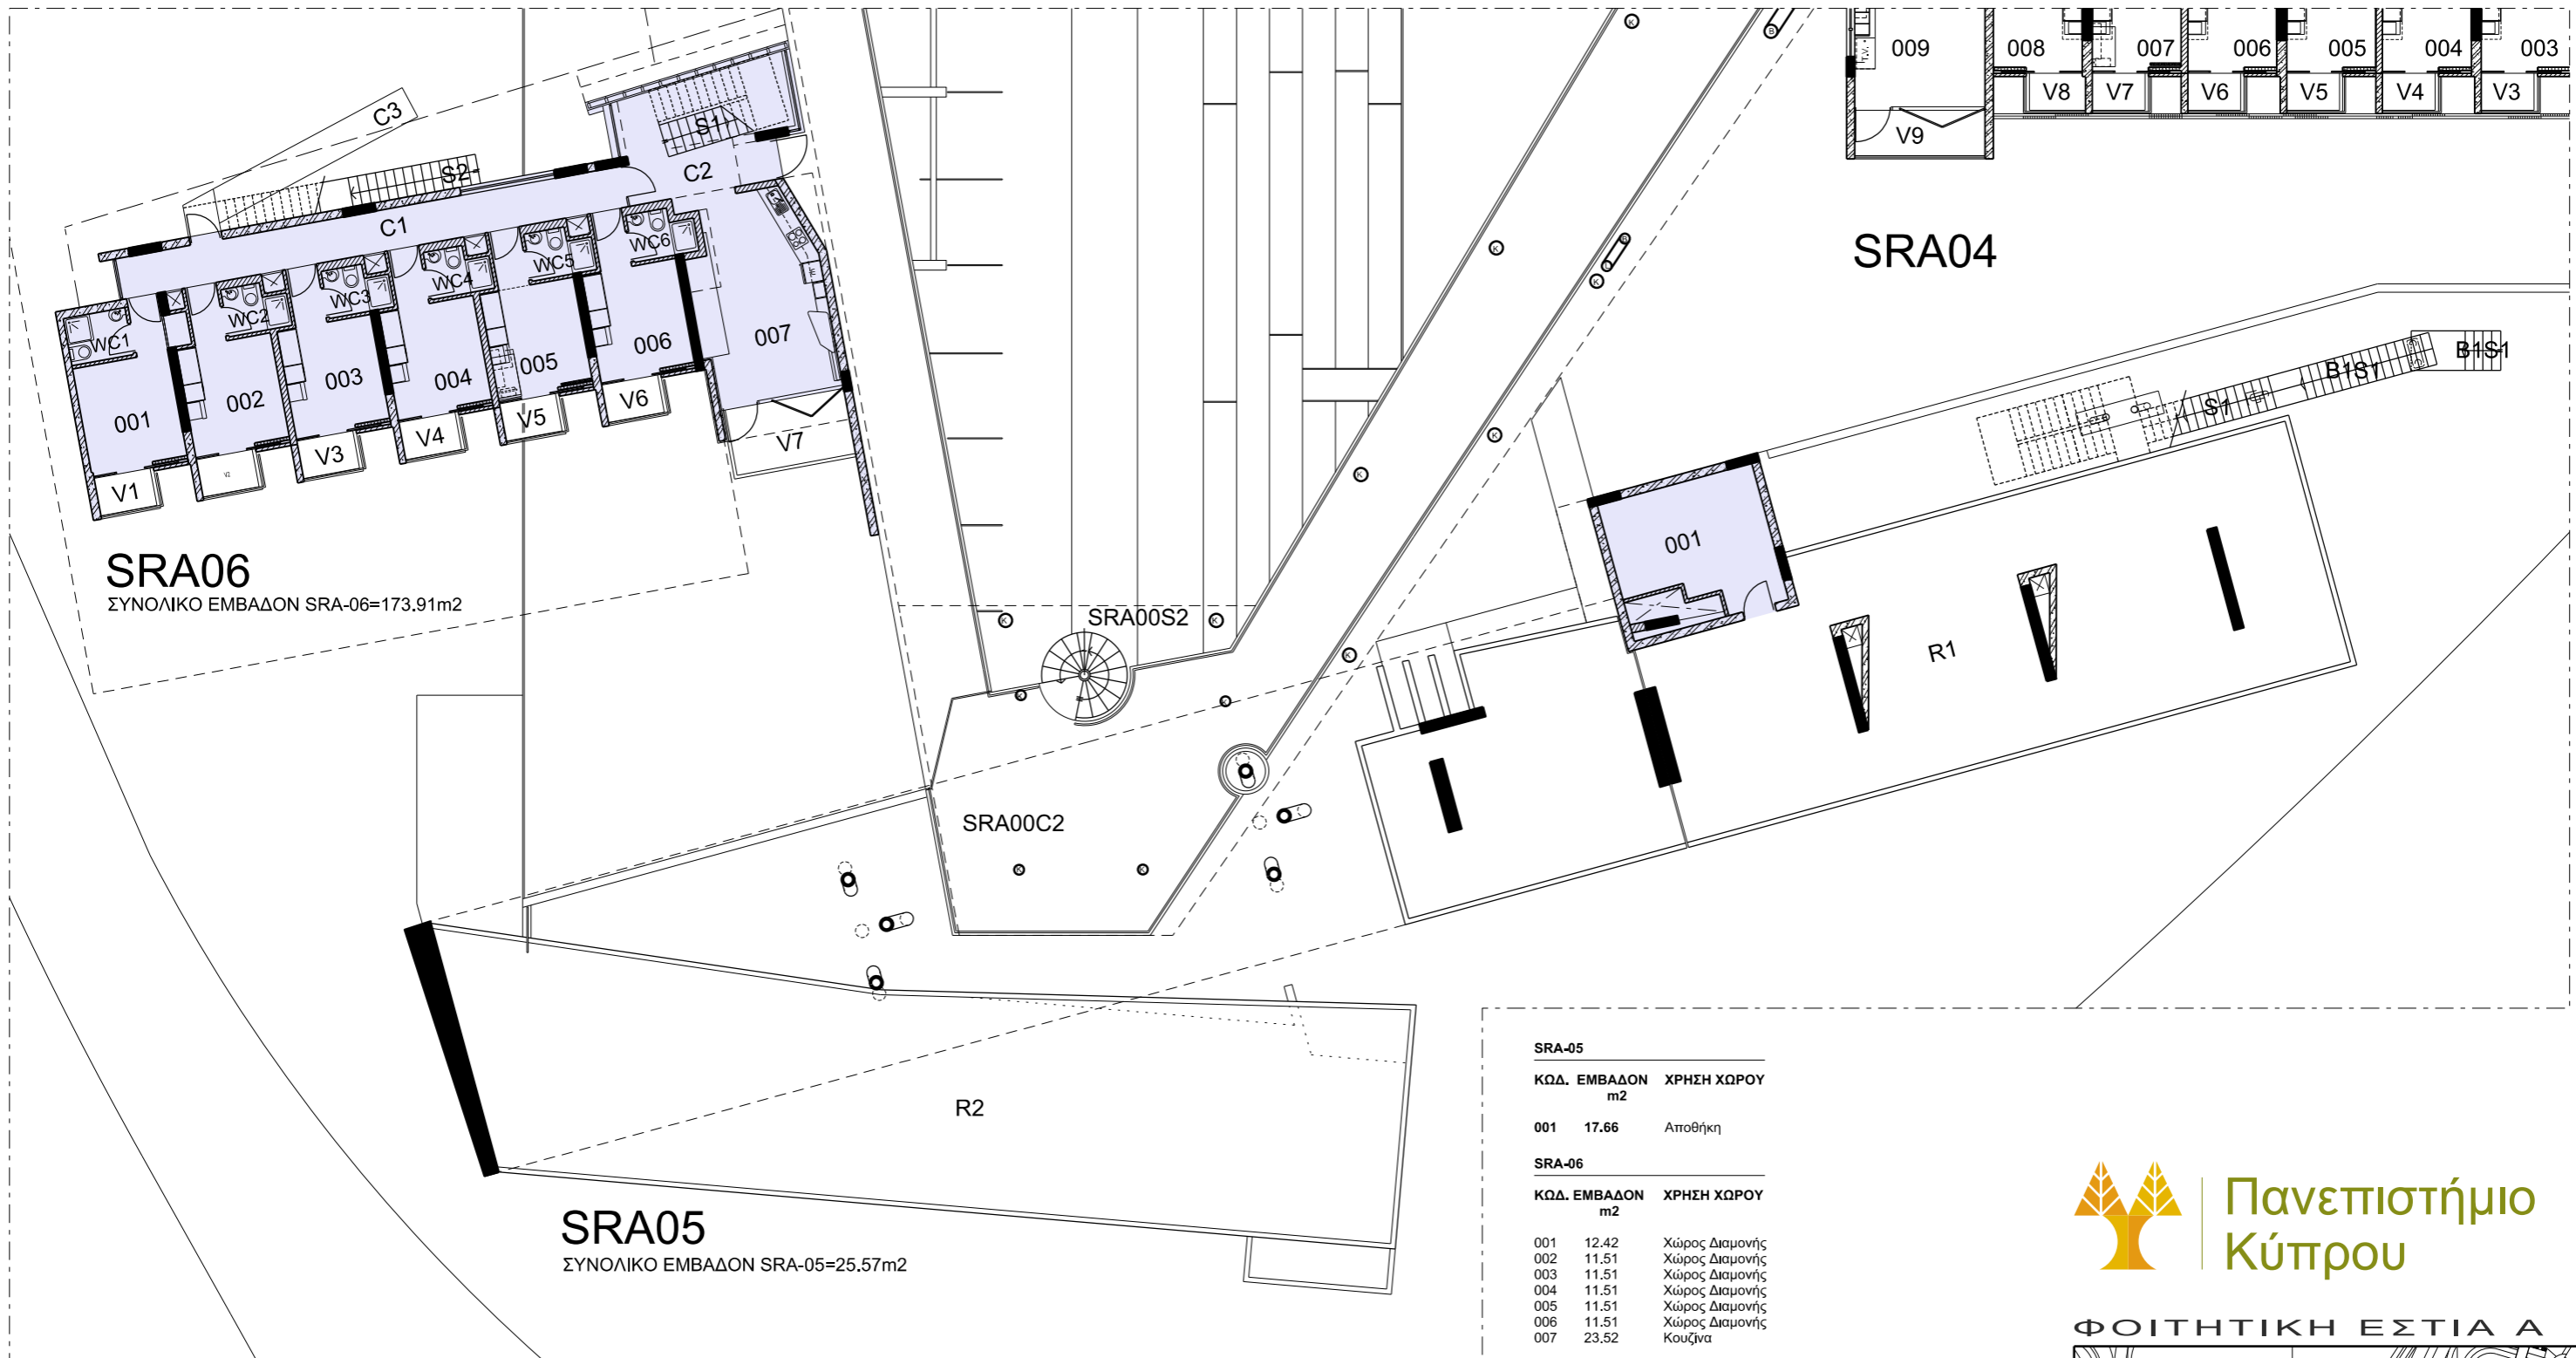 009
008
007
006
005
004
003
T.V.
V9
V8
V7
V6
V5
V4
V3
SRA04
C3
S2
S1
C2
C1
WC1
WC2
WC3
WC4
WC5
WC6
001
002
003
004
005
006
007
V1
V2
V3
V4
V5
V6
V7
SRA06
ΣΥΝΟΛΙΚΟ ΕΜΒΑΔΟΝ SRA-06=173.91m2
K
K
K
K
K
K
K
K
K
K
K
K
B
SRA00S2
SRA00C2
001
R1
S1
B1S1
B1S1
R2
SRA05
ΣΥΝΟΛΙΚΟ ΕΜΒΑΔΟΝ SRA-05=25.57m2
SRA-05
ΚΩΔ. ΕΜΒΑΔΟΝ ΧΡΗΣΗ ΧΩΡΟΥ
m2
001 17.66 Αποθήκη
SRA-06
ΚΩΔ. ΕΜΒΑΔΟΝ ΧΡΗΣΗ ΧΩΡΟΥ
m2
001 12.42 Χώρος Διαμονής
002 11.51 Χώρος Διαμονής
003 11.51 Χώρος Διαμονής
004 11.51 Χώρος Διαμονής
005 11.51 Χώρος Διαμονής
006 11.51 Χώρος Διαμονής
007 23.52 Κουζίνα
Πανεπιστήμιο
Κύπρου
ΦΟΙΤΗΤΙΚΗ ΕΣΤΙΑ Α